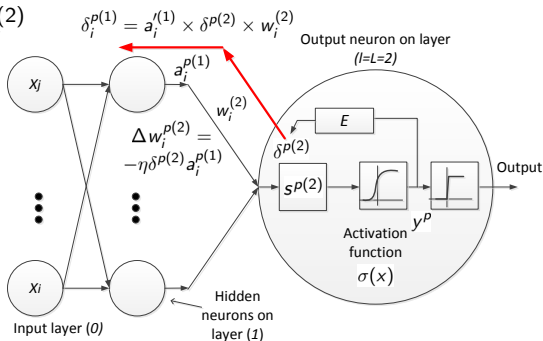 (2)
δ_i^{p(1)} = a_i^{′(1)} × δ^{p(2)} × w_i^{(2)}
Output neuron on layer
(l=L=2)
x_j
a_i^{p(1)}
w_i^{(2)}
E
Δw_i^{p(2)} =
−ηδ^{p(2)} a_i^{p(1)}
δ^{p(2)}
s^{p(2)}
Output
y^p
Activation
function
σ(x)
x_i
Hidden
neurons on
layer (1)
Input layer (0)